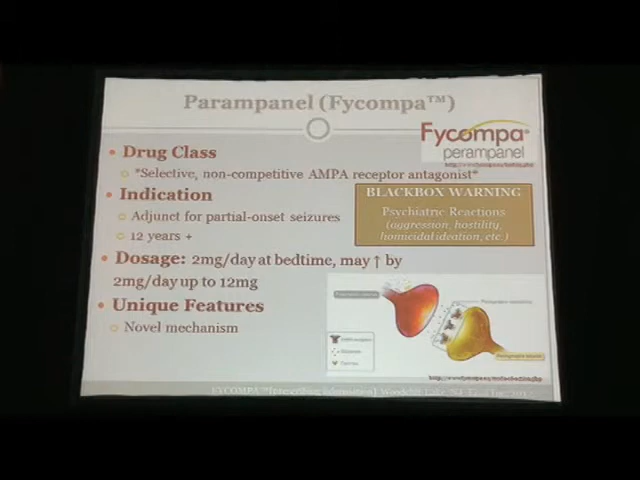 Parampanel (Fycompa™)
Fycompa®
perampanel
• Drug Class
*Selective, non-competitive AMPA receptor antagonist*
• Indication
Adjunct for partial-onset seizures
12 years +
BLACKBOX WARNING
Psychiatric Reactions
(aggression, hostility,
homicidal ideation, etc.)
• Dosage: 2mg/day at bedtime, may ↑ by
2mg/day up to 12mg
• Unique Features
Novel mechanism